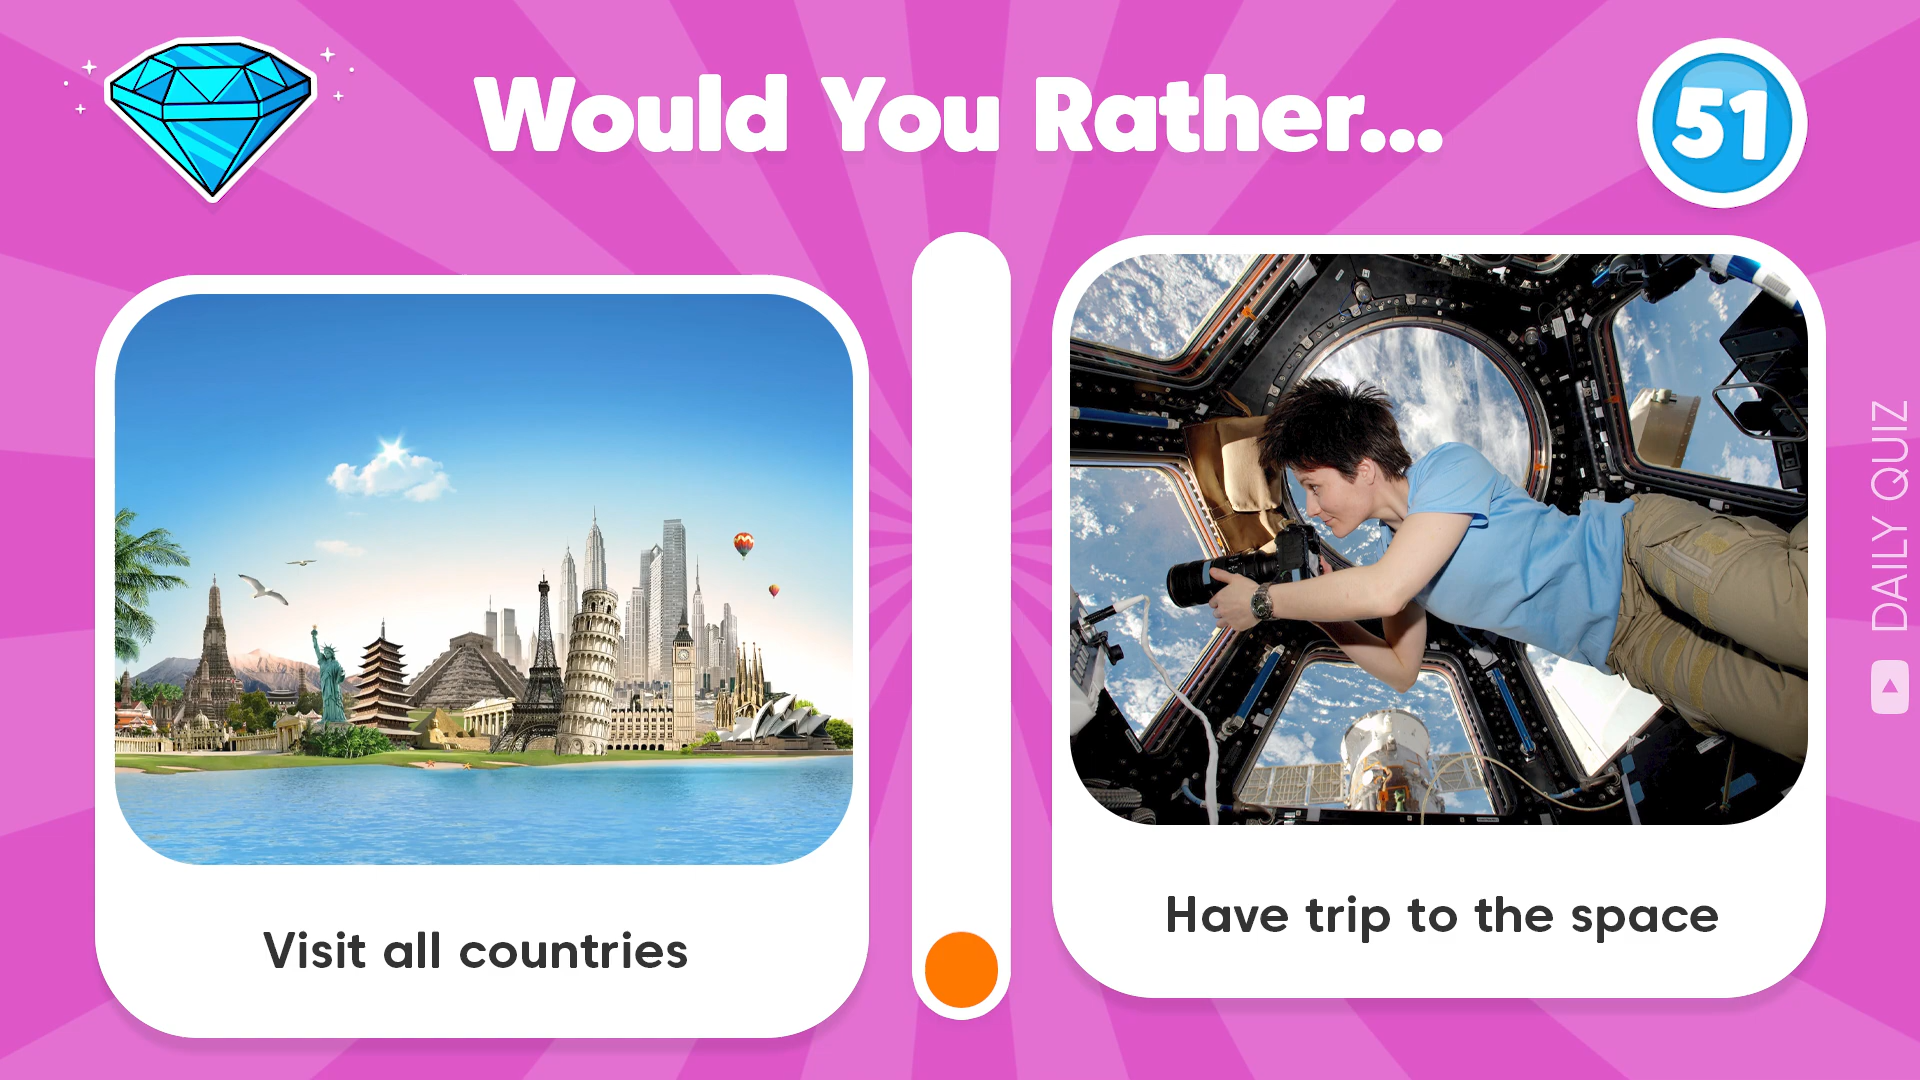 Would You Rather...
51
Visit all countries
Have trip to the space
DAILY QUIZ